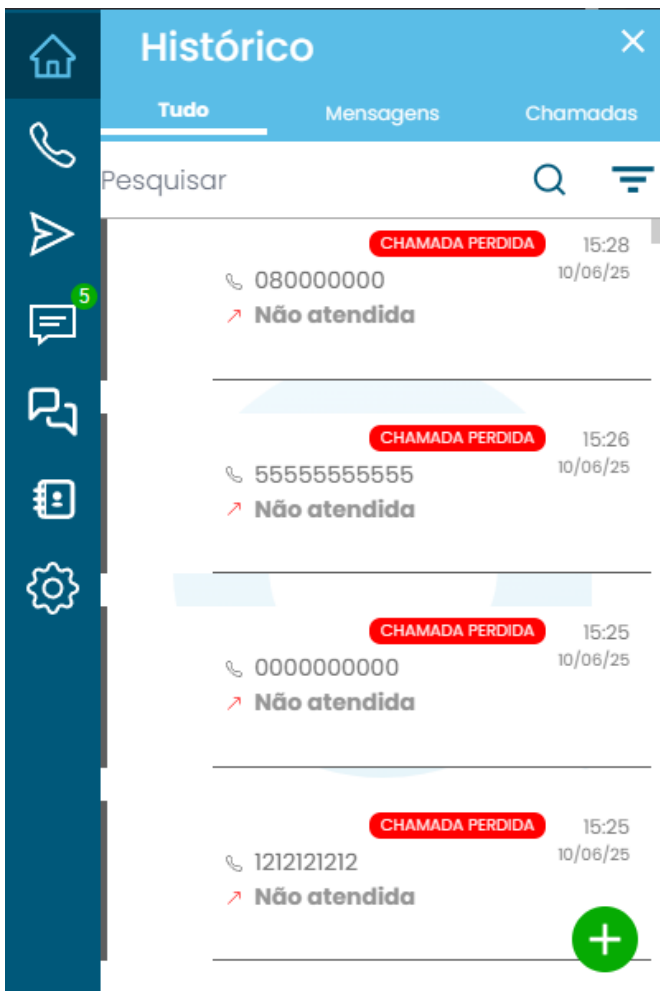 Histórico
Tudo Mensagens Chamadas
Pesquisar
CHAMADA PERDIDA 15:28
080000000 10/06/25
Não atendida
5
CHAMADA PERDIDA 15:26
55555555555 10/06/25
Não atendida
CHAMADA PERDIDA 15:25
0000000000 10/06/25
Não atendida
CHAMADA PERDIDA 15:25
1212121212 10/06/25
Não atendida